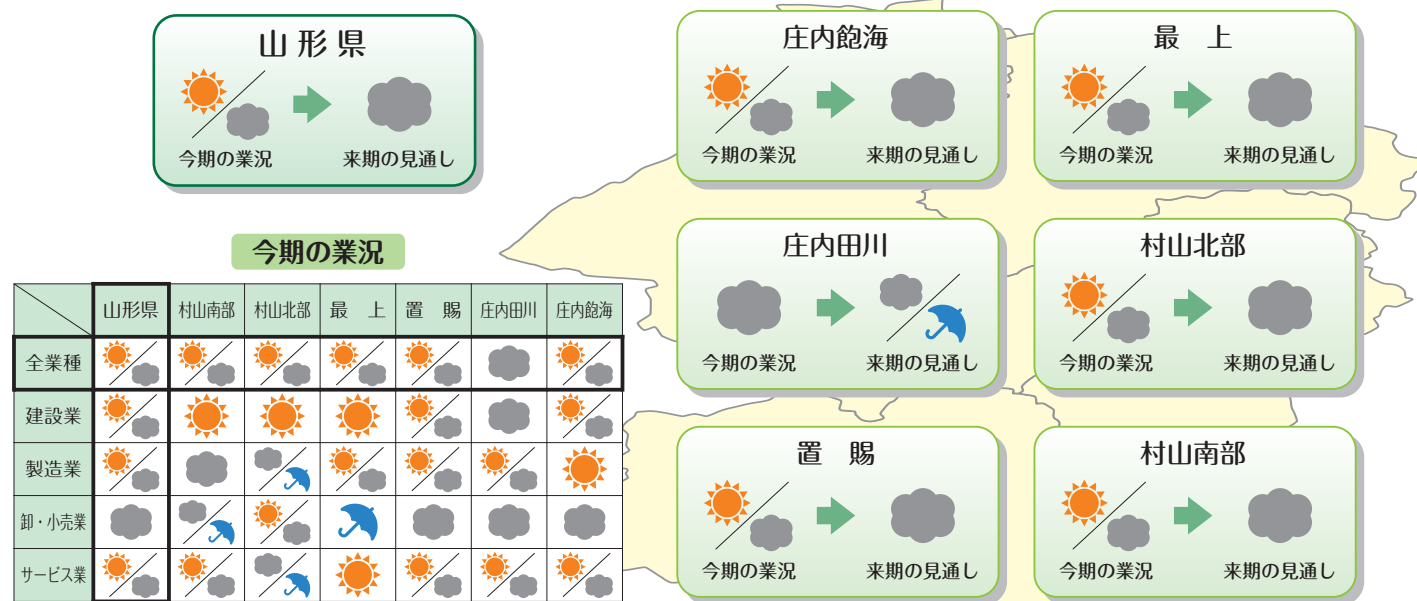 山形県
今期の業況 来期の見通し
庄内飽海
今期の業況 来期の見通し
最 上
今期の業況 来期の見通し
庄内田川
今期の業況 来期の見通し
村山北部
今期の業況 来期の見通し
置 賜
今期の業況 来期の見通し
村山南部
今期の業況 来期の見通し
今期の業況
山形県 村山南部 村山北部 最 上 置 賜 庄内田川 庄内飽海
全業種
建設業
製造業
卸・小売業
サービス業